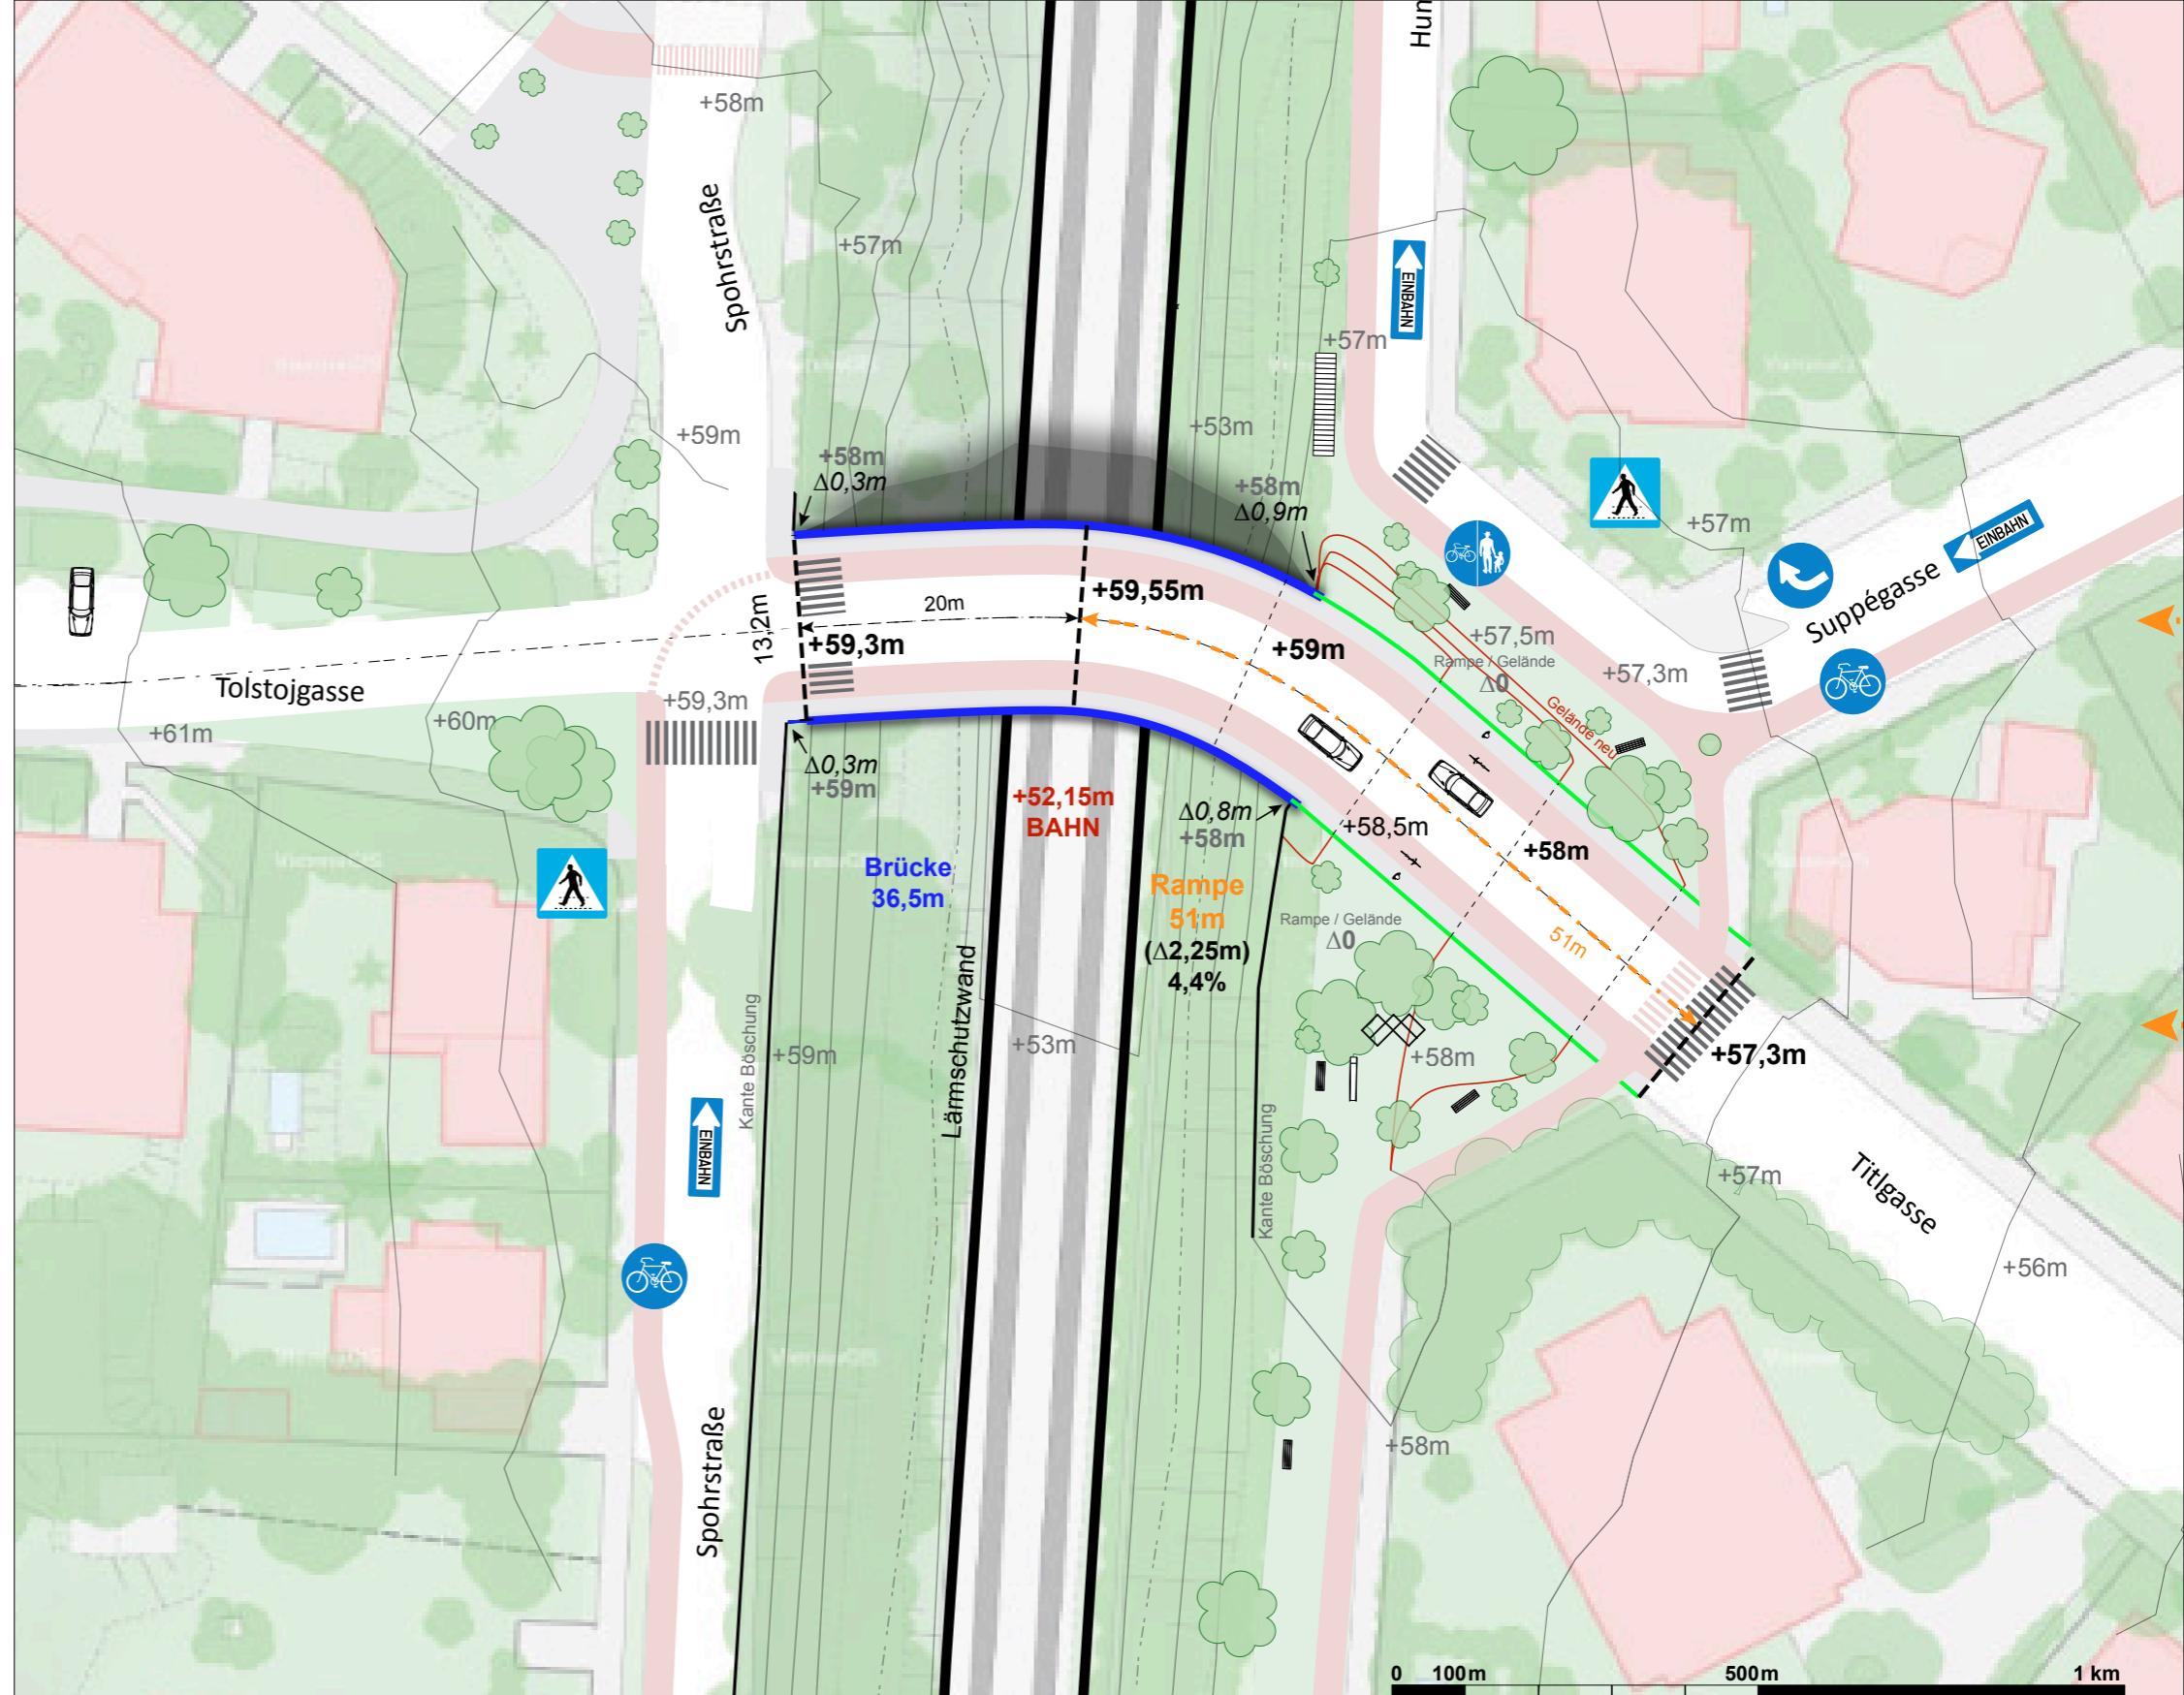 Hun
+58m
Spohrstraße
+57m
EINBAHN
+57m
+59m
+53m
+58m
Δ0,3m
+58m
Δ0,9m
+57m
EINBAHN
Suppégasse
13,2m
20m
+59,55m
+59,3m
+59m
+57,5m
Rampe / Gelände
Δ0
+57,3m
Gelände neu
Tolstojgasse
+59,3m
+60m
+61m
Δ0,3m
+59m
+52,15m
BAHN
Δ0,8m
+58m
+58,5m
+58m
Brücke
36,5m
Rampe
51m
(Δ2,25m)
4,4%
Rampe / Gelände
Δ0
51m
Kante Böschung
+59m
Lärmschutzwand
+53m
+58m
+57,3m
EINBAHN
Kante Böschung
+57m
Titlgasse
+56m
Spohrstraße
+58m
0 100m 500m 1 km